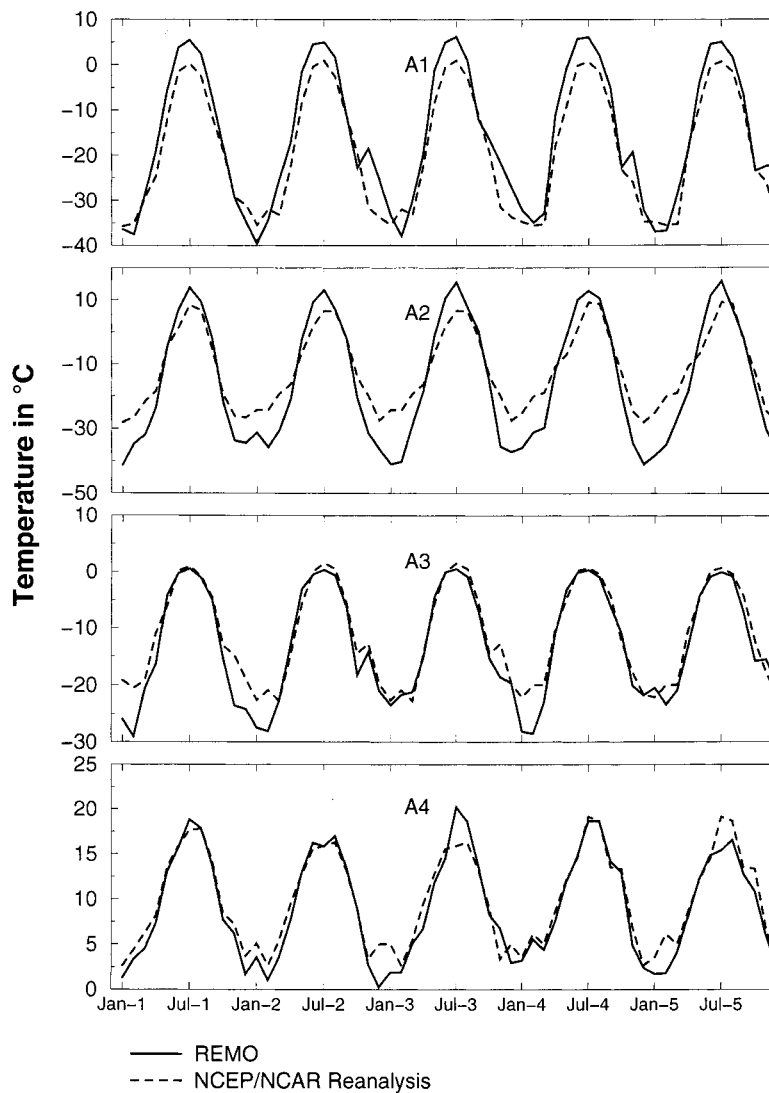 Temperature in °C
10
0
−10
−20
−30
−40
A1
10
−10
−30
−50
A2
10
0
−10
−20
−30
A3
25
20
15
10
5
0
A4
Jan−1 Jul−1 Jan−2 Jul−2 Jan−3 Jul−3 Jan−4 Jul−4 Jan−5 Jul−5
REMO
NCEP/NCAR Reanalysis